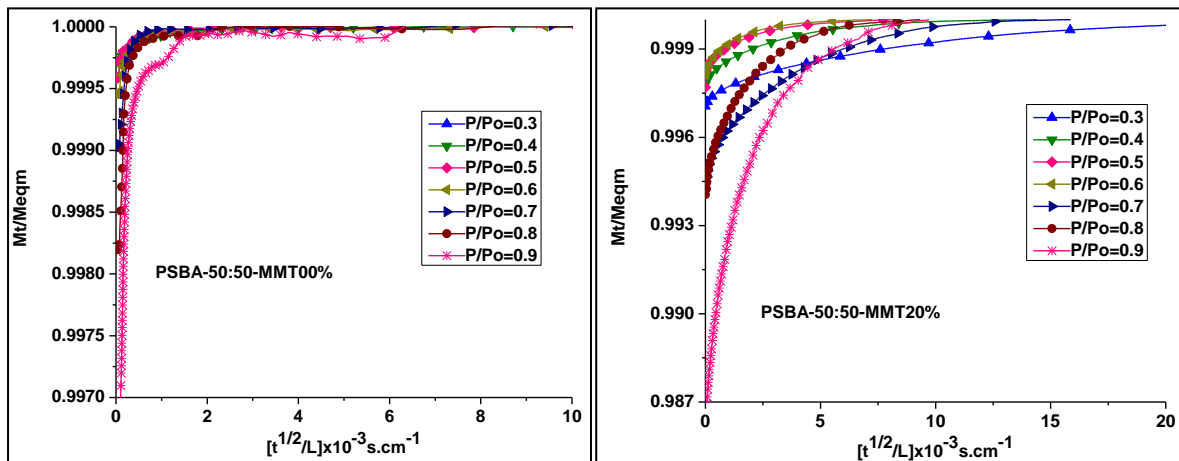 Mt/Meqm
1.0000
0.9995
0.9990
0.9985
0.9980
0.9975
0.9970
P/Po=0.3
P/Po=0.4
P/Po=0.5
P/Po=0.6
P/Po=0.7
P/Po=0.8
P/Po=0.9
PSBA-50:50-MMT00%
0 2 4 6 8 10
[t1/2/L]x10-3s.cm-1
Mt/Meqm
0.999
0.996
0.993
0.990
0.987
P/Po=0.3
P/Po=0.4
P/Po=0.5
P/Po=0.6
P/Po=0.7
P/Po=0.8
P/Po=0.9
PSBA-50:50-MMT20%
0 5 10 15 20
[t1/2/L]x10-3s.cm-1